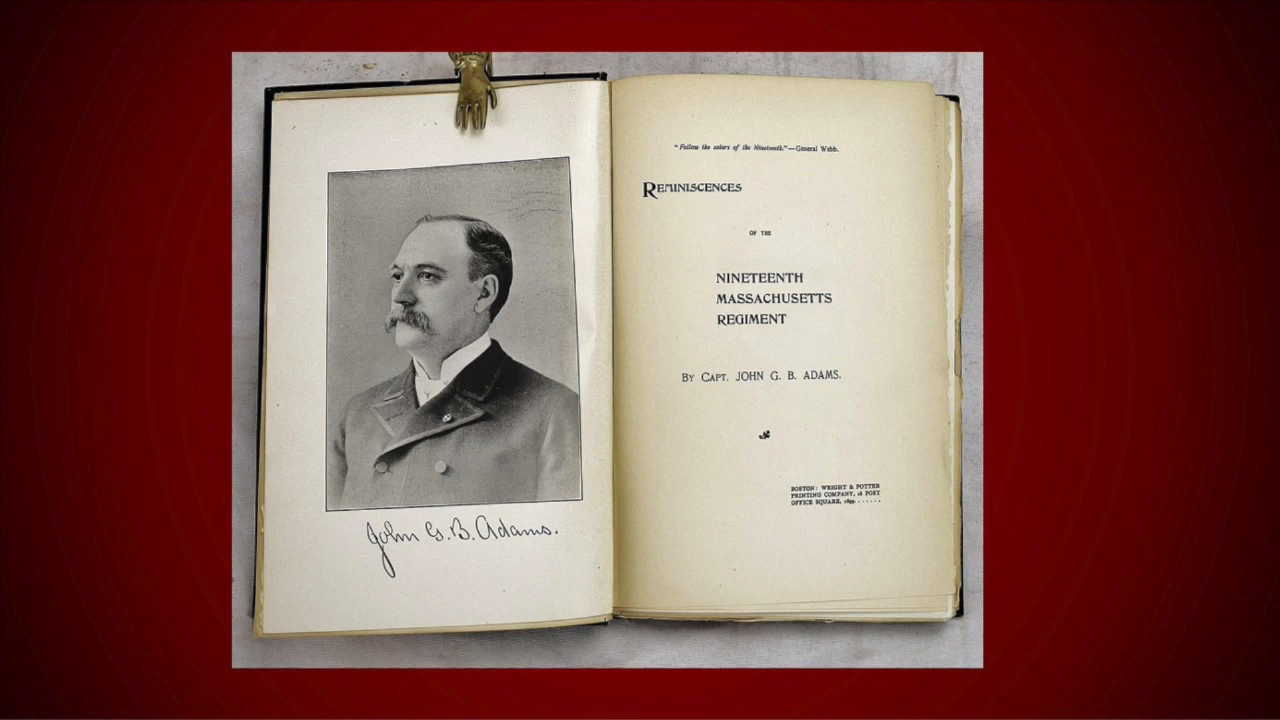 John G. B. Adams.
"Follow the colors of the Nineteenth."—General Webb.
REMINISCENCES
OF THE
NINETEENTH
MASSACHUSETTS
REGIMENT
BY CAPT. JOHN G. B. ADAMS.
BOSTON: WRIGHT & POTTER
PRINTING COMPANY, 18 POST
OFFICE SQUARE, 1899.......